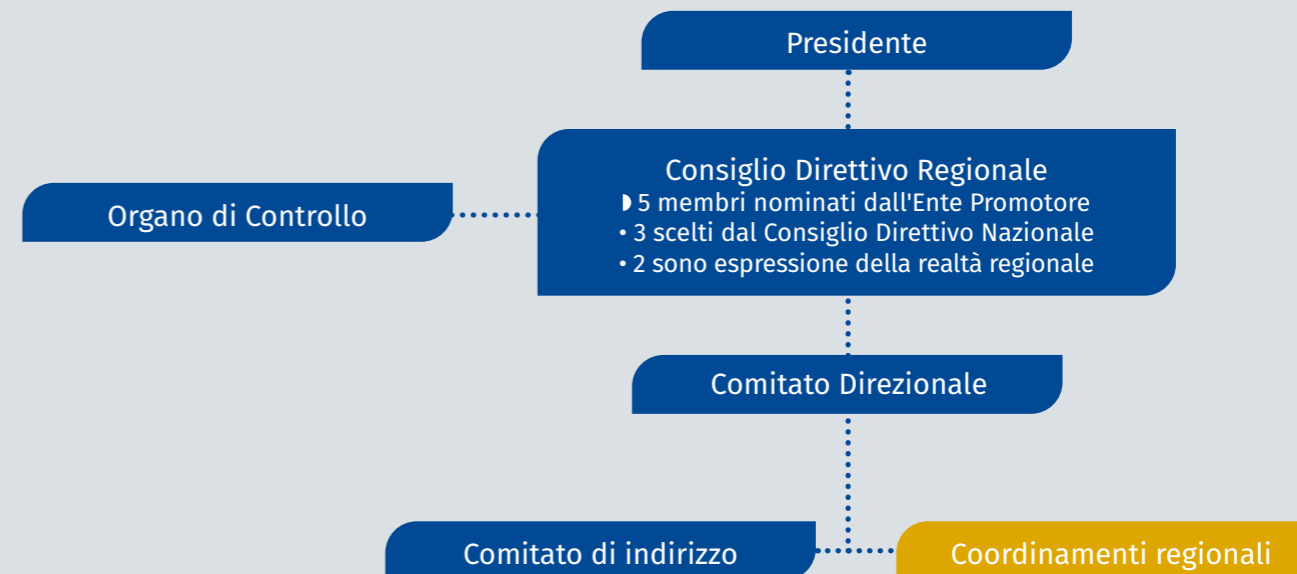 Presidente
Consiglio Direttivo Regionale
◗ 5 membri nominati dall'Ente Promotore
• 3 scelti dal Consiglio Direttivo Nazionale
• 2 sono espressione della realtà regionale
Organo di Controllo
Comitato Direzionale
Comitato di indirizzo
Coordinamenti regionali